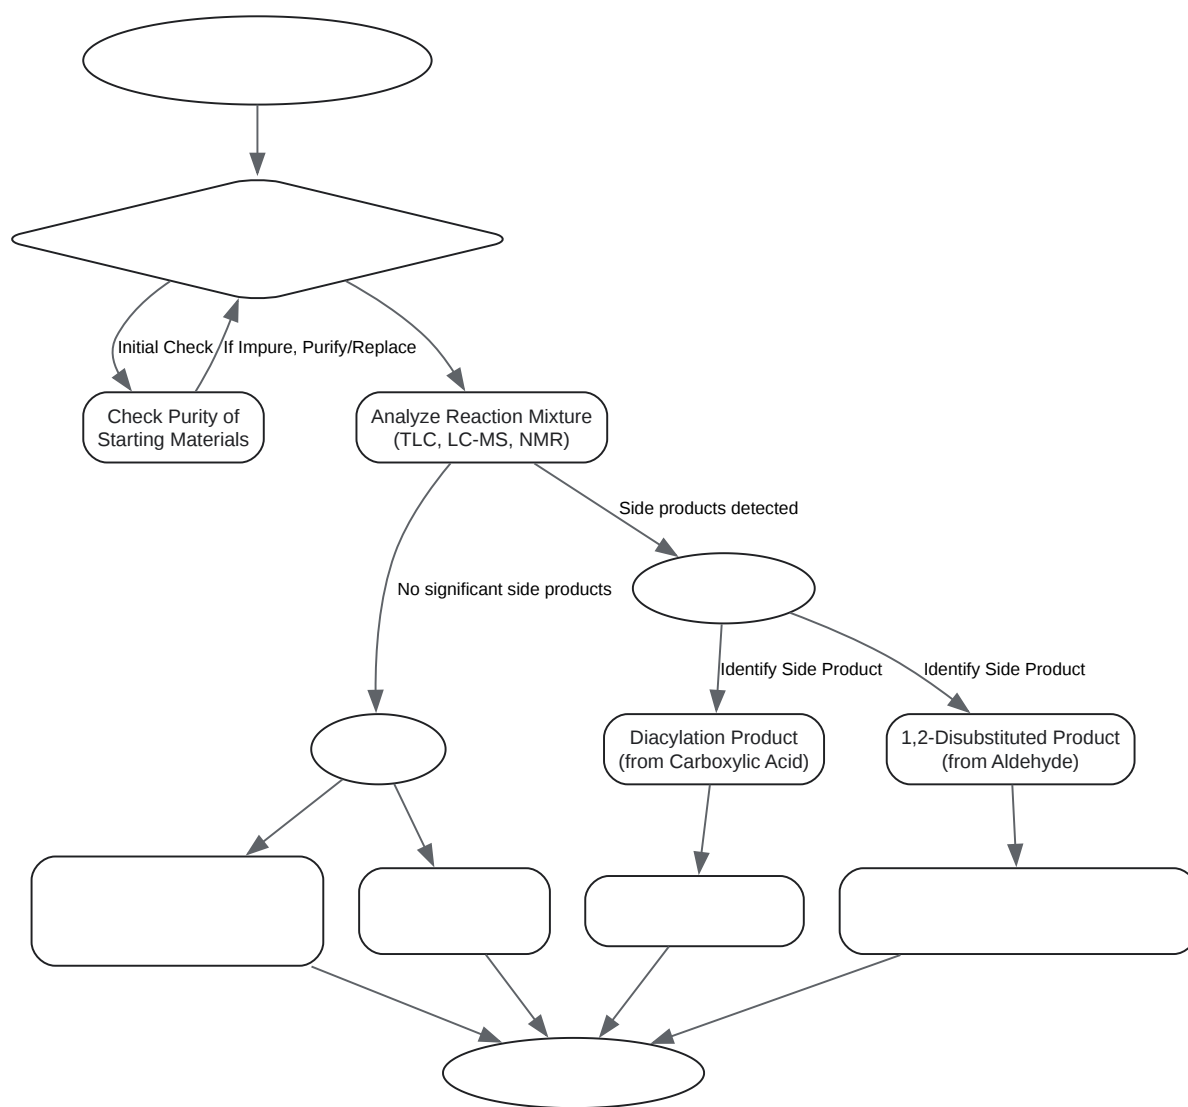 Initial Check
If Impure, Purify/Replace
Check Purity of
Starting Materials
Analyze Reaction Mixture
(TLC, LC-MS, NMR)
Side products detected
No significant side products
Identify Side Product
Identify Side Product
Diacylation Product
(from Carboxylic Acid)
1,2-Disubstituted Product
(from Aldehyde)